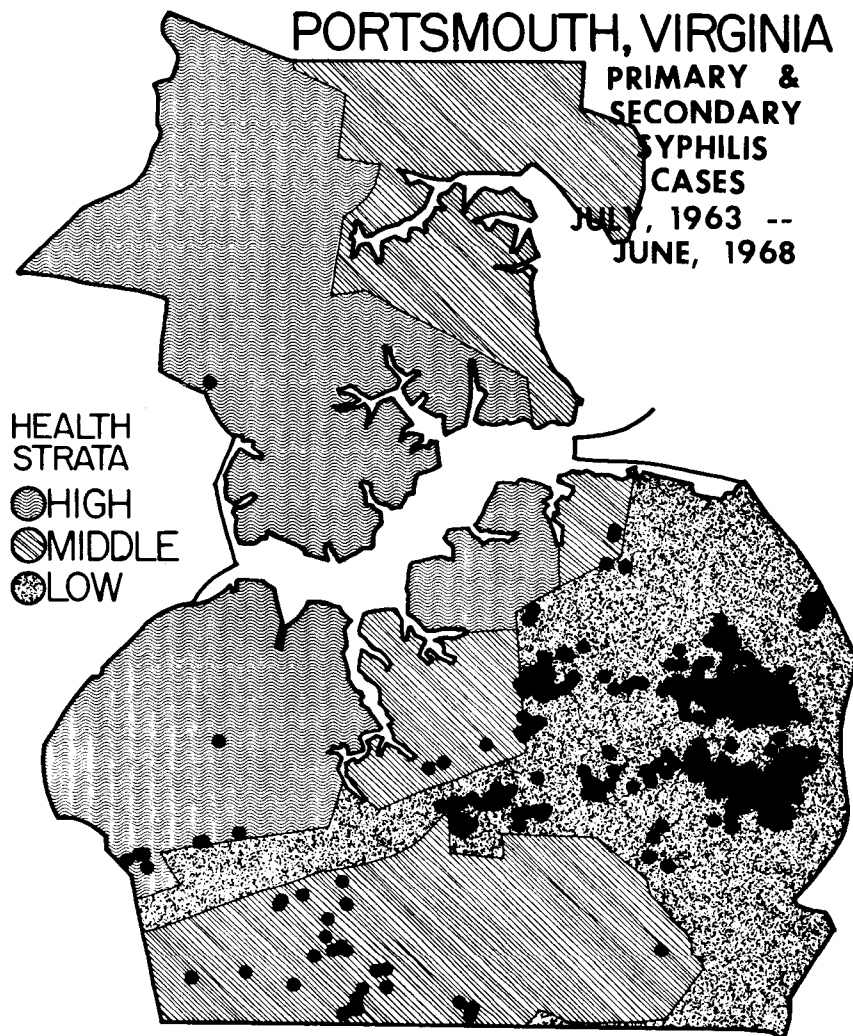 PORTSMOUTH, VIRGINIA
PRIMARY &
SECONDARY
SYPHILIS
CASES
JULY, 1963 --
JUNE, 1968
HEALTH
STRATA
HIGH
MIDDLE
LOW